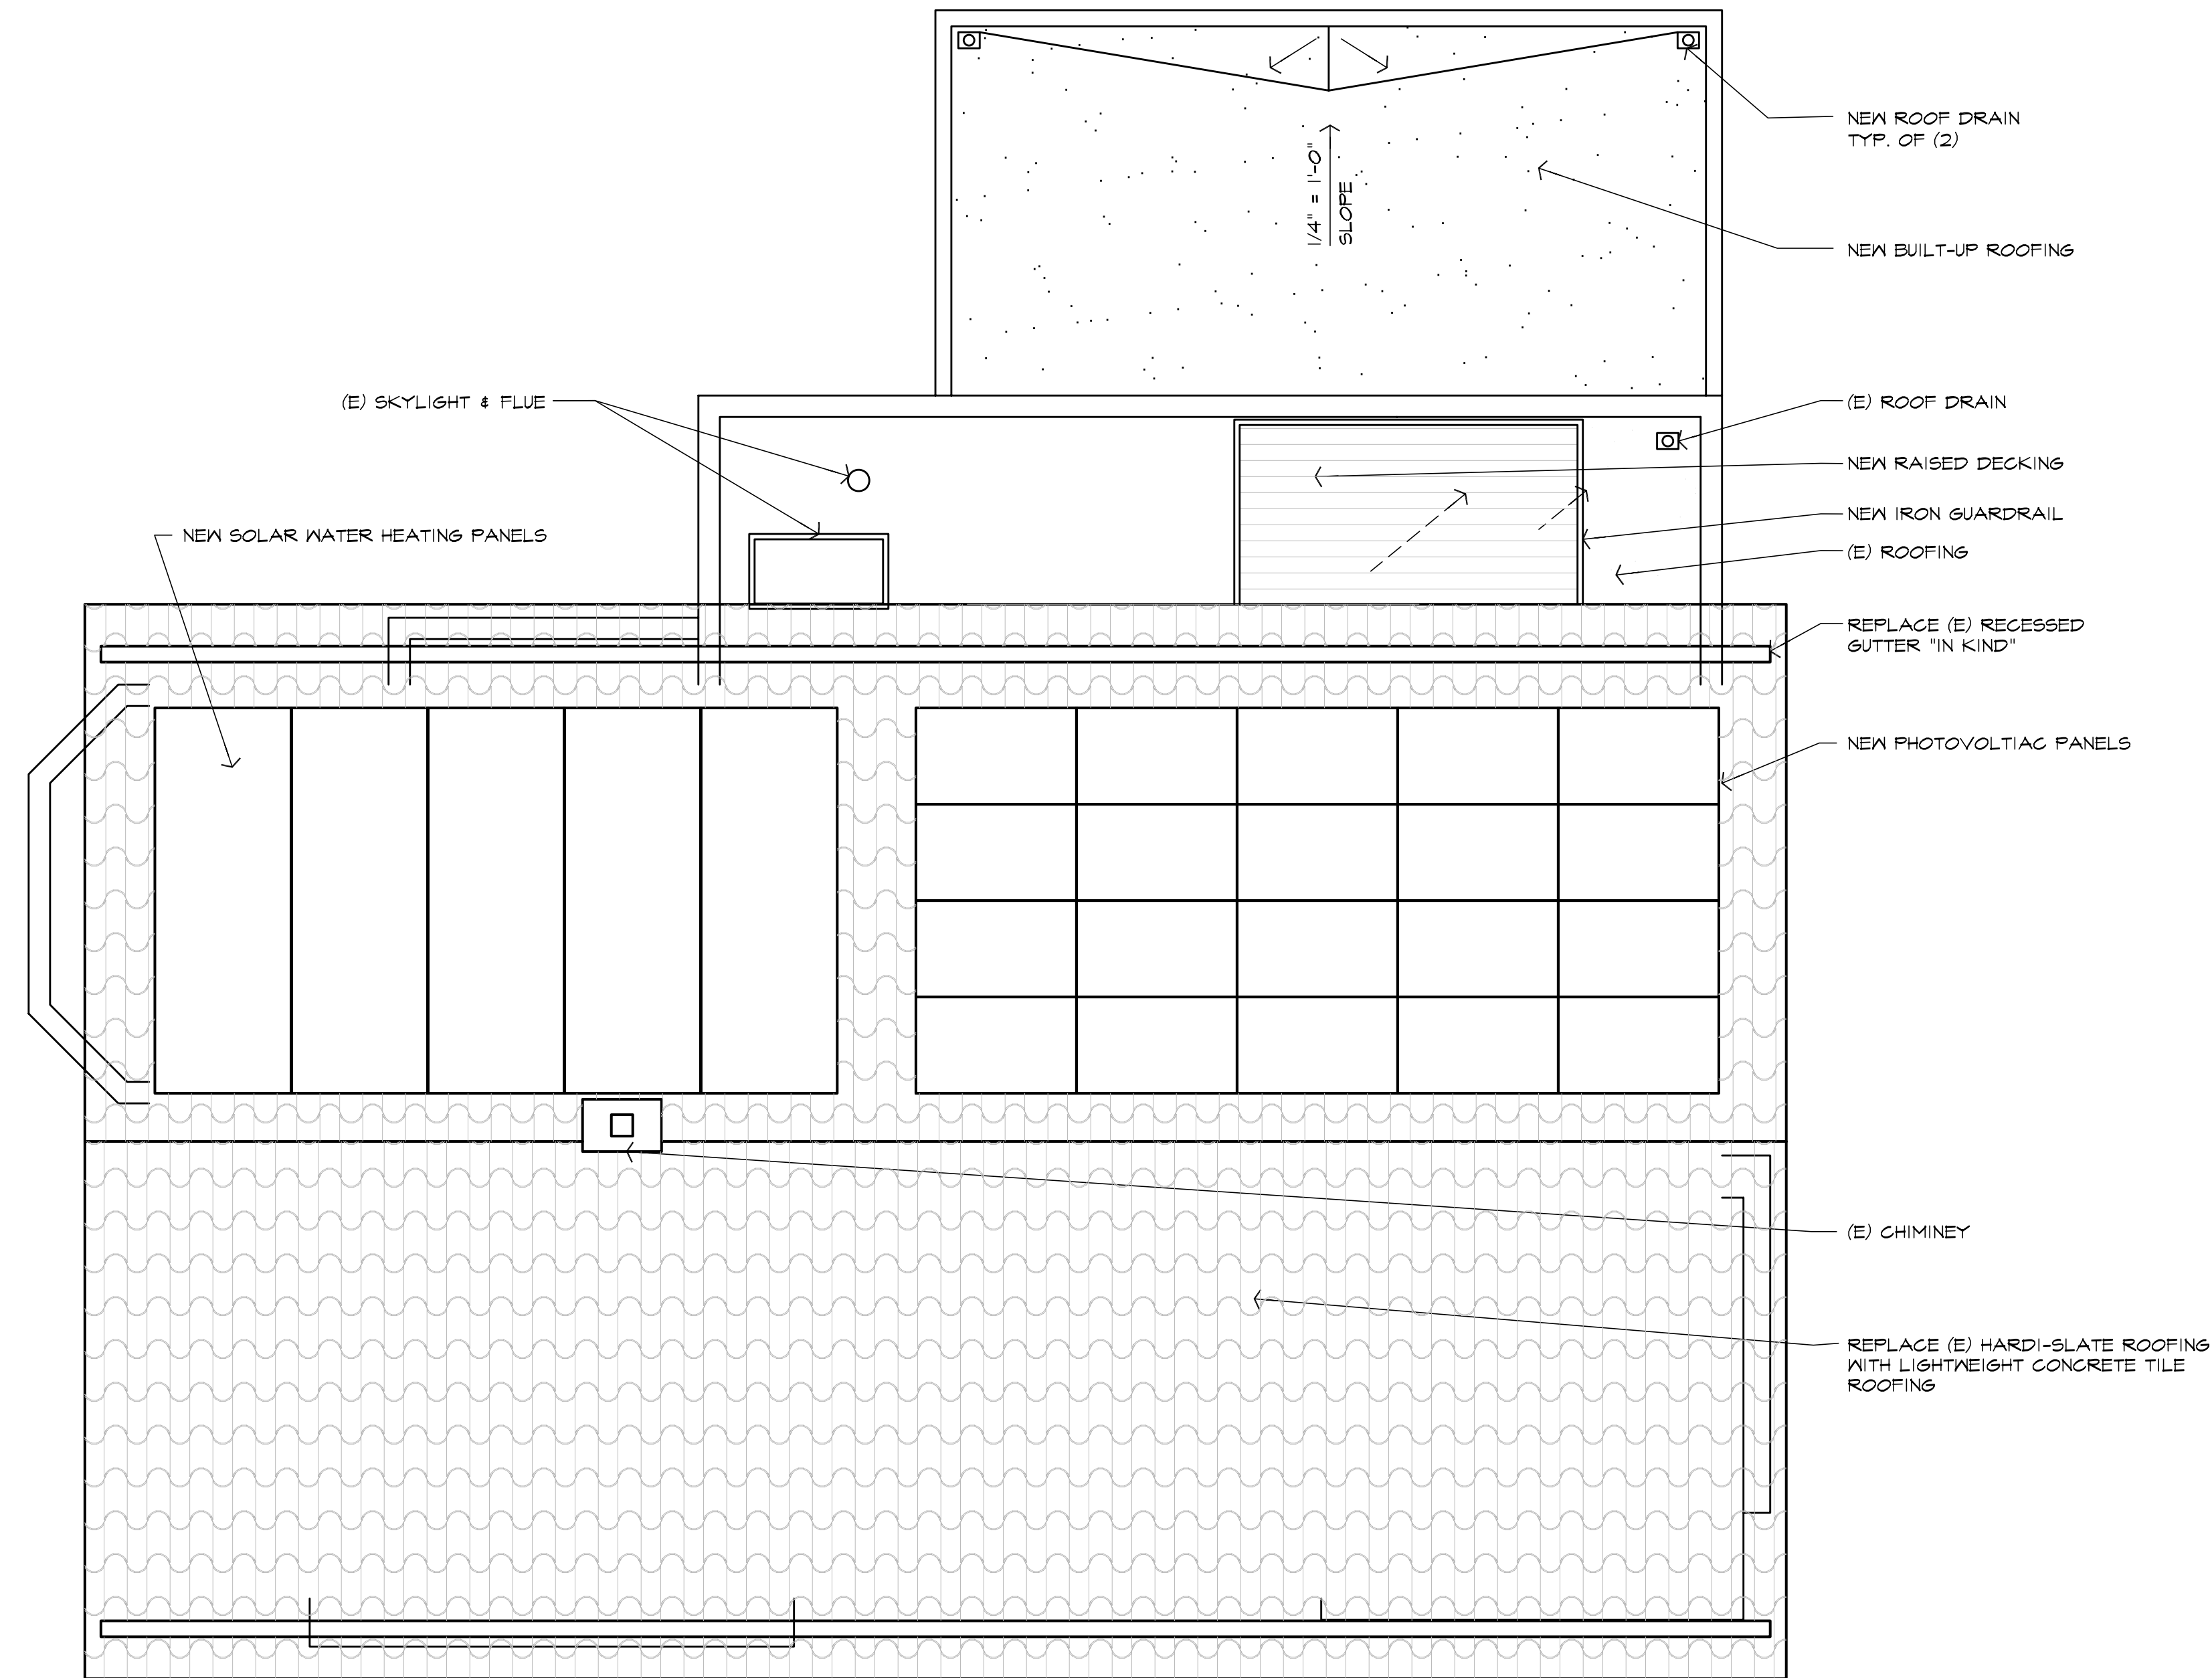 NEW ROOF DRAIN
TYP. OF (2)
1/4" = 1'-0"
SLOPE
NEW BUILT-UP ROOFING
(E) SKYLIGHT & FLUE
(E) ROOF DRAIN
NEW RAISED DECKING
NEW IRON GUARDRAIL
NEW SOLAR WATER HEATING PANELS
(E) ROOFING
REPLACE (E) RECESSED
GUTTER "IN KIND"
NEW PHOTOVOLTIAC PANELS
(E) CHIMINEY
REPLACE (E) HARDI-SLATE ROOFING
WITH LIGHTWEIGHT CONCRETE TILE
ROOFING